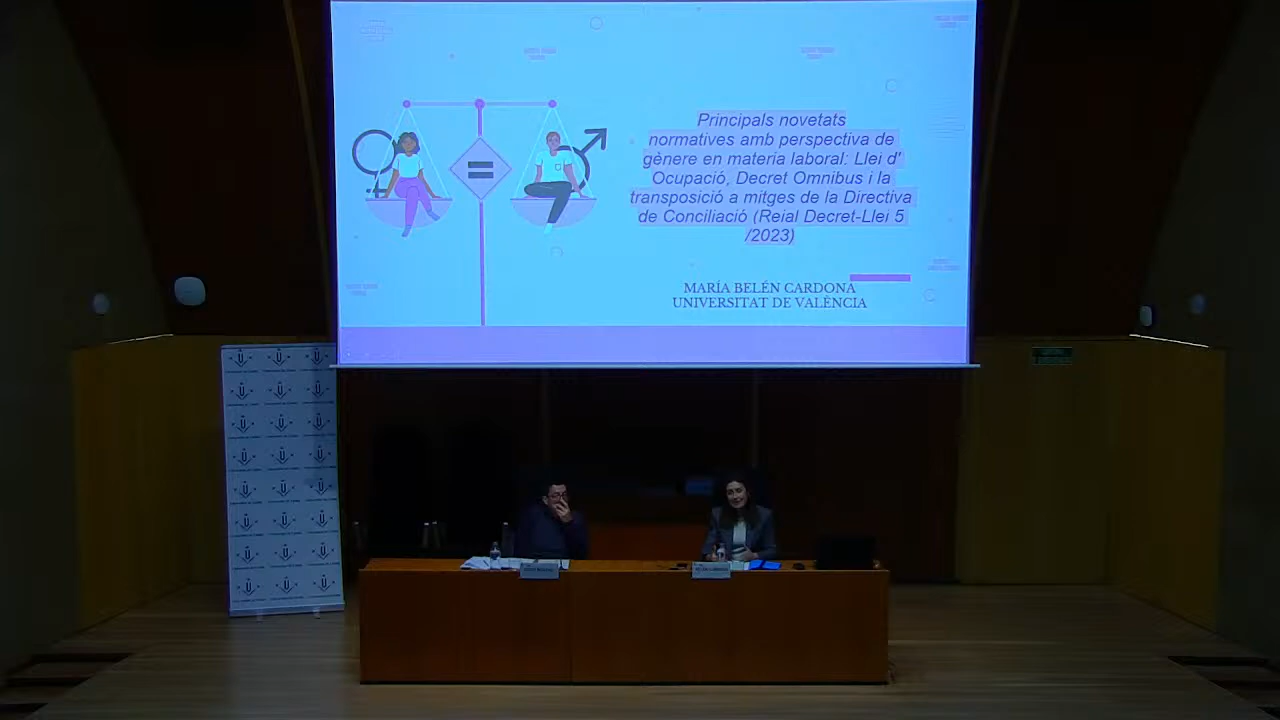 Principals novetats
normatives amb perspectiva de
gènere en materia laboral: Llei d'
Ocupació, Decret Omnibus i la
transposició a mitges de la Directiva
de Conciliació (Reial Decret-Llei 5
/2023)
MARÍA BELÉN CARDONA
UNIVERSITAT DE VALÈNCIA